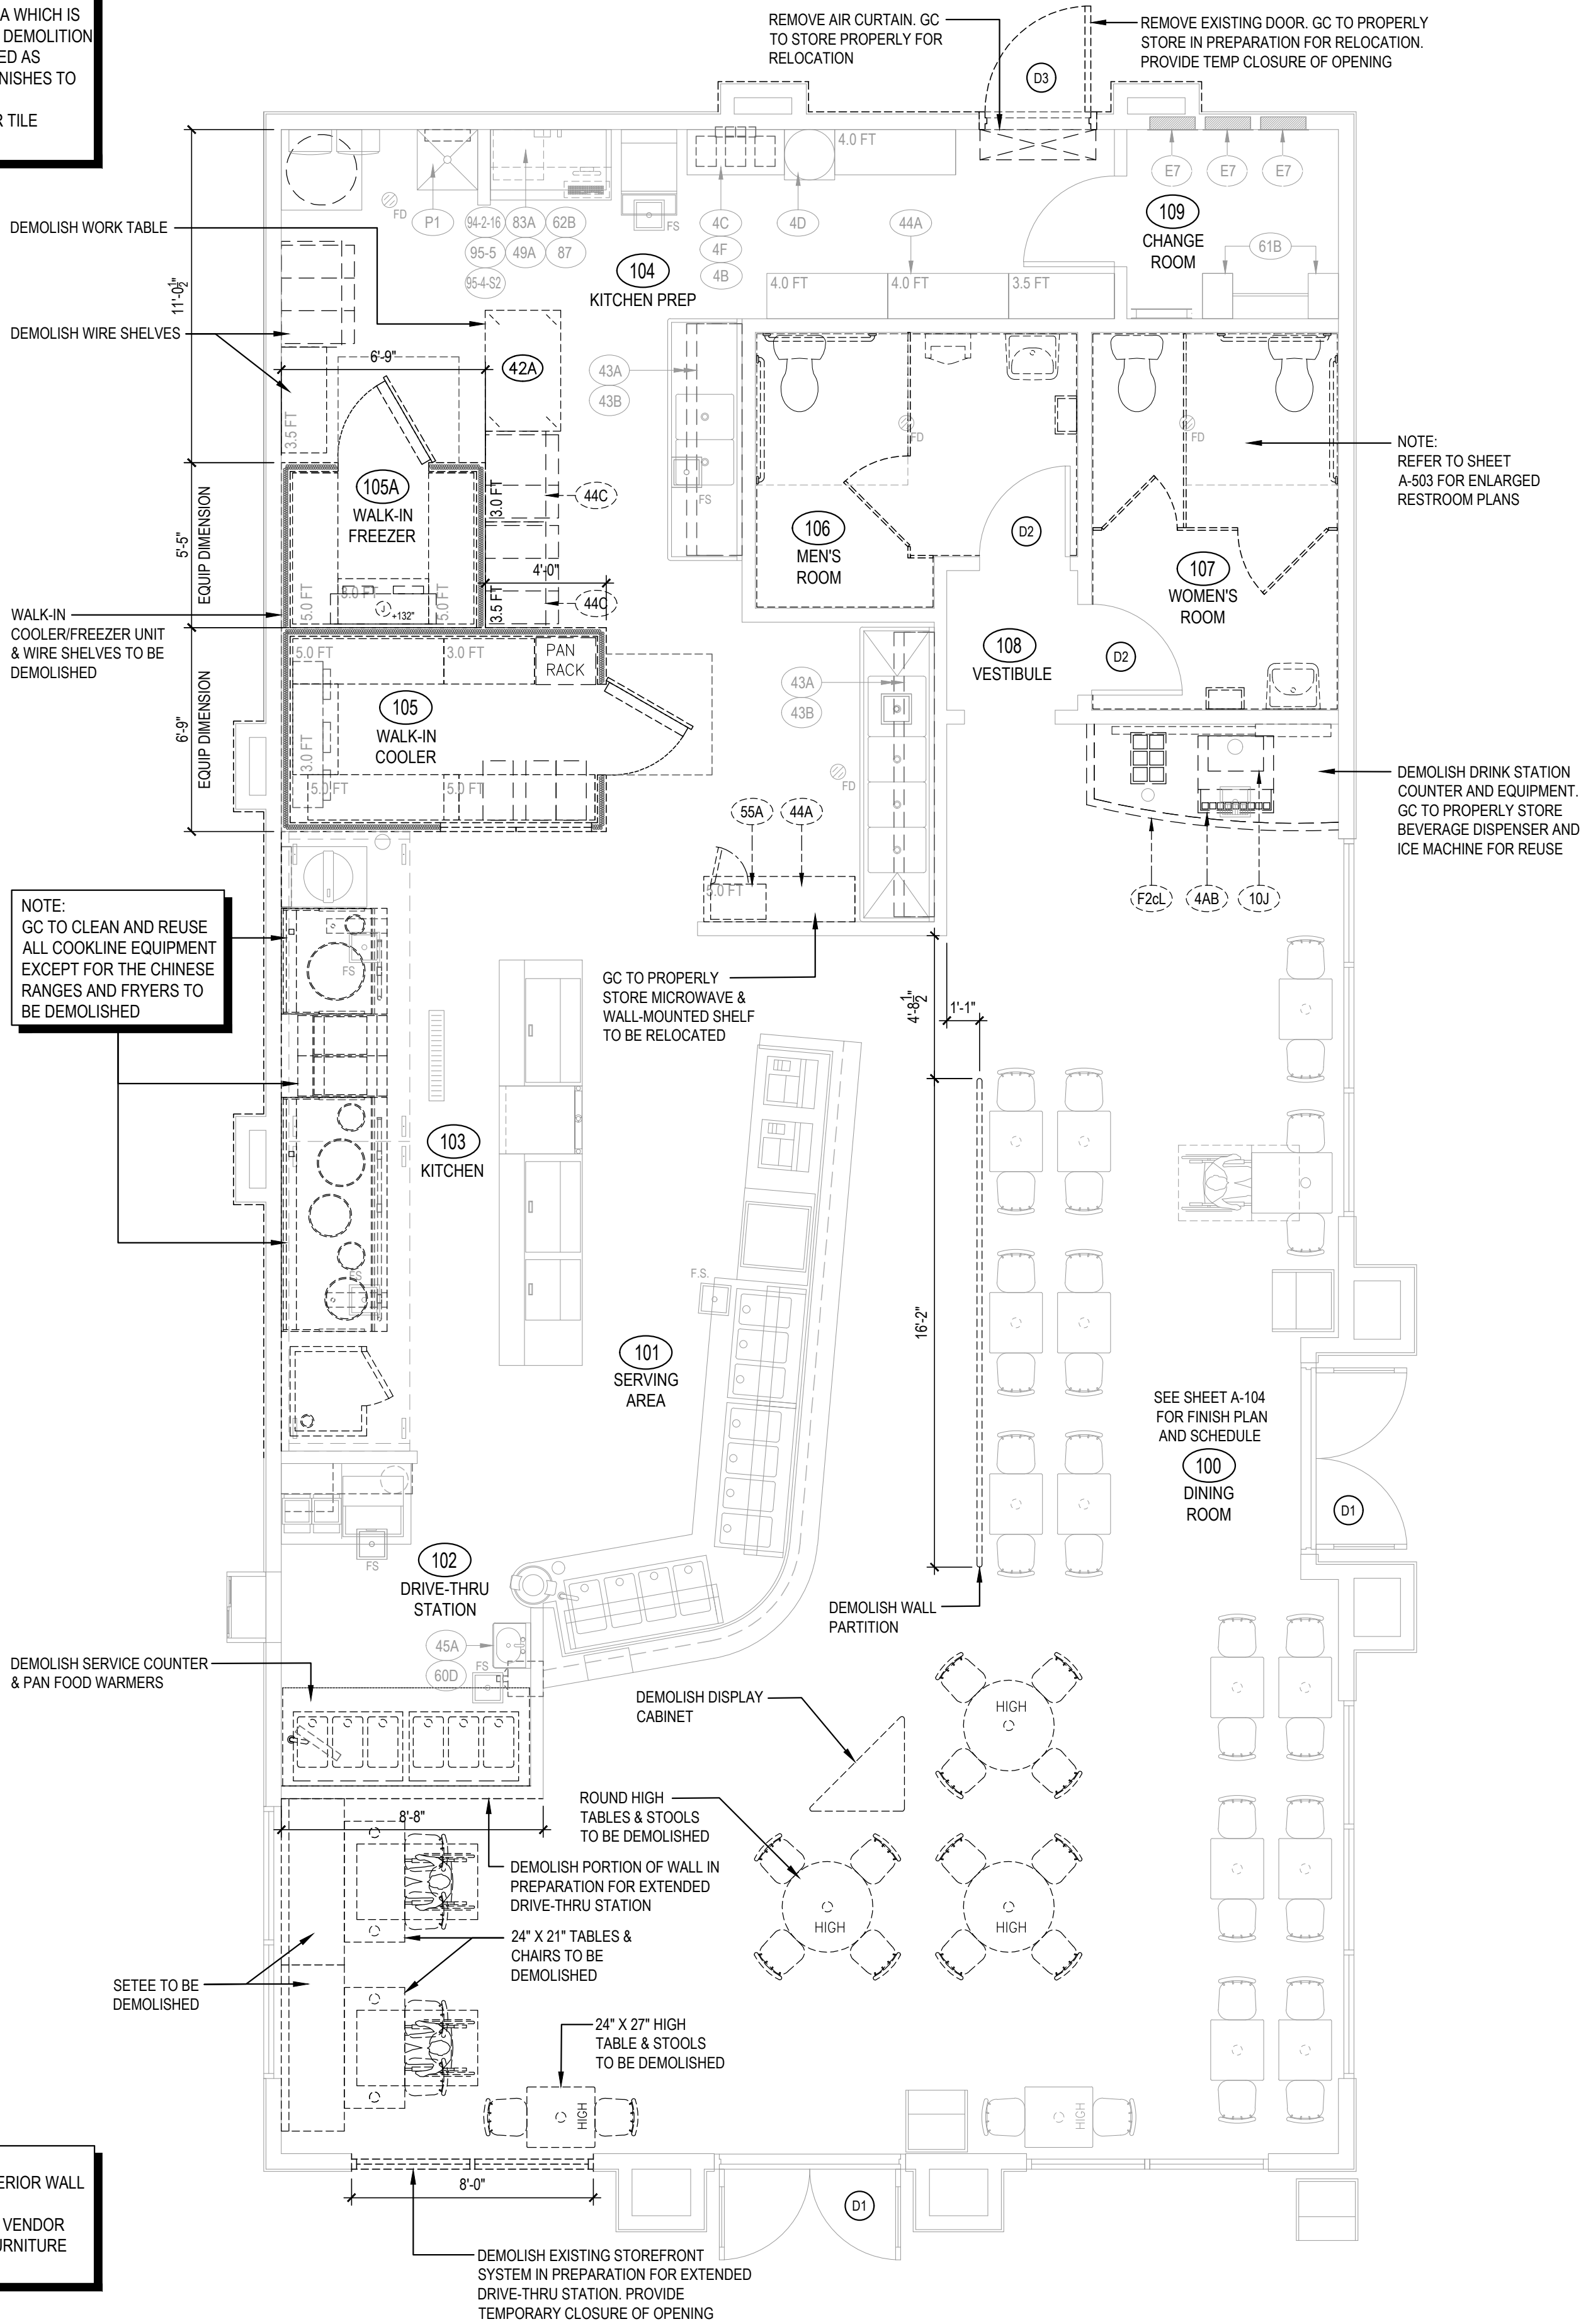 A WHICH IS
DEMOLITION
ED AS
NISHES TO
R TILE
REMOVE AIR CURTAIN. GC
TO STORE PROPERLY FOR
RELOCATION
REMOVE EXISTING DOOR. GC TO PROPERLY
STORE IN PREPARATION FOR RELOCATION.
PROVIDE TEMP CLOSURE OF OPENING
D3
4.0 FT
E7
E7
E7
DEMOLISH WORK TABLE
FD
P1
94-2-16
83A
62B
95-5
49A
87
95-4-S2
FS
4C
4F
4B
4D
44A
109
CHANGE
ROOM
61B
104
KITCHEN PREP
4.0 FT
4.0 FT
3.5 FT
11'-0½"
DEMOLISH WIRE SHELVES
6'-9"
42A
3.5 FT
43A
43B
FD
FD
NOTE:
REFER TO SHEET
A-503 FOR ENLARGED
RESTROOM PLANS
105A
WALK-IN
FREEZER
3.0 FT
44C
FS
106
MEN'S
ROOM
D2
107
WOMEN'S
ROOM
5'-5"
EQUIP DIMENSION
4'-0"
5.0 FT
3.0 FT
J
+132"
5.0 FT
3.5 FT
44C
WALK-IN
COOLER/FREEZER UNIT
& WIRE SHELVES TO BE
DEMOLISHED
5.0 FT
3.0 FT
PAN
RACK
108
VESTIBULE
D2
43A
43B
105
WALK-IN
COOLER
6'-9"
EQUIP DIMENSION
3.0 FT
5.0 FT
5.0 FT
FD
DEMOLISH DRINK STATION
COUNTER AND EQUIPMENT.
GC TO PROPERLY STORE
BEVERAGE DISPENSER AND
ICE MACHINE FOR REUSE
55A
44A
5.0 FT
F2cL
4AB
10J
NOTE:
GC TO CLEAN AND REUSE
ALL COOKLINE EQUIPMENT
EXCEPT FOR THE CHINESE
RANGES AND FRYERS TO
BE DEMOLISHED
FS
GC TO PROPERLY
STORE MICROWAVE &
WALL-MOUNTED SHELF
TO BE RELOCATED
4'-8½"
1'-1"
103
KITCHEN
FS
F.S.
16'-2"
101
SERVING
AREA
SEE SHEET A-104
FOR FINISH PLAN
AND SCHEDULE
100
DINING
ROOM
D1
FS
102
DRIVE-THRU
STATION
DEMOLISH WALL
PARTITION
45A
60D
FS
DEMOLISH SERVICE COUNTER
& PAN FOOD WARMERS
DEMOLISH DISPLAY
CABINET
HIGH
ROUND HIGH
TABLES & STOOLS
TO BE DEMOLISHED
8'-8"
DEMOLISH PORTION OF WALL IN
PREPARATION FOR EXTENDED
DRIVE-THRU STATION
HIGH
HIGH
24" X 21" TABLES &
CHAIRS TO BE
DEMOLISHED
SETEE TO BE
DEMOLISHED
24" X 27" HIGH
TABLE & STOOLS
TO BE DEMOLISHED
HIGH
HIGH
ERIOR WALL
VENDOR
URNITURE
8'-0"
D1
DEMOLISH EXISTING STOREFRONT
SYSTEM IN PREPARATION FOR EXTENDED
DRIVE-THRU STATION. PROVIDE
TEMPORARY CLOSURE OF OPENING